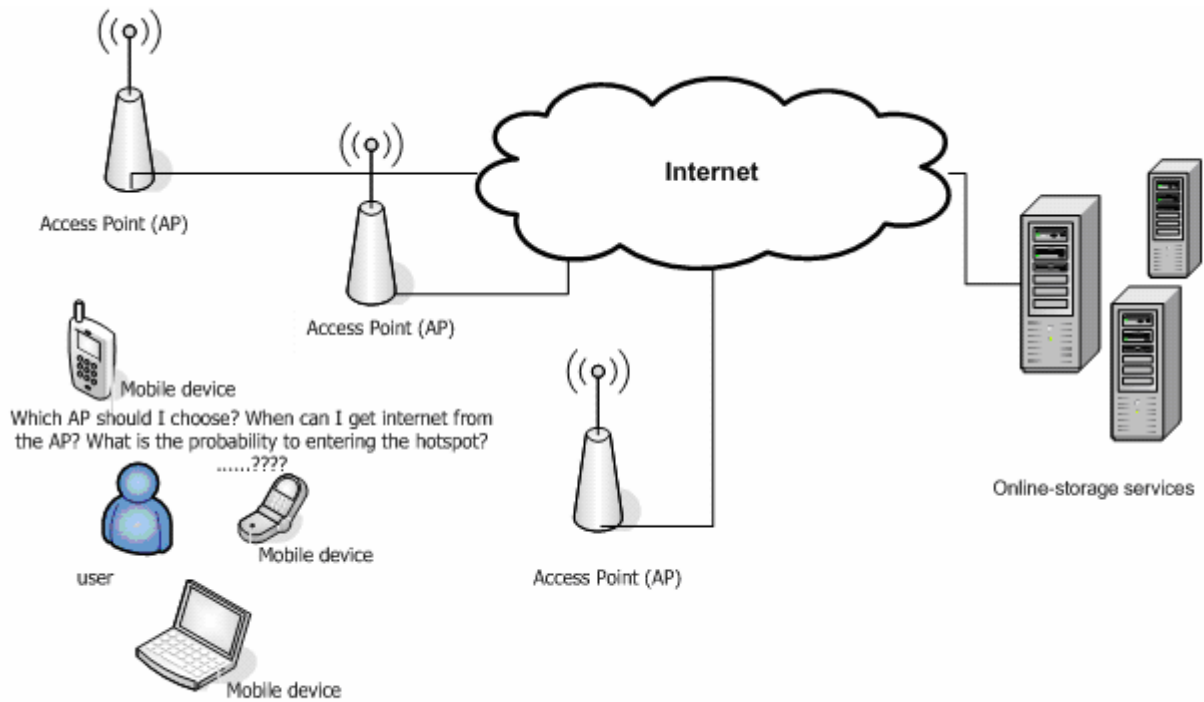 Internet
Access Point (AP)
Access Point (AP)
Mobile device
Which AP should I choose? When can I get internet from
the AP? What is the probability to entering the hotspot?
......????
Mobile device
user
Access Point (AP)
Online-storage services
Mobile device